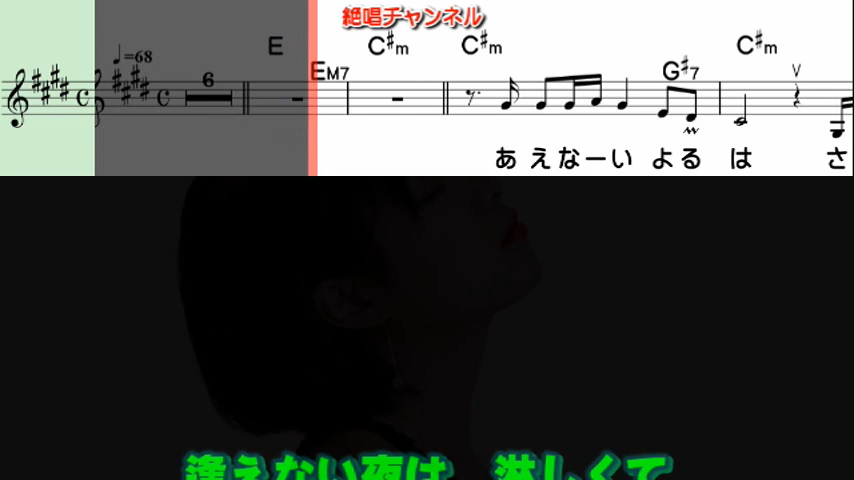 絶唱チャンネル
E C#m C#m C#m
♩=68
6 EM7 G#7
あ えなーい よる は さ
逢えない夜は、淋しくて